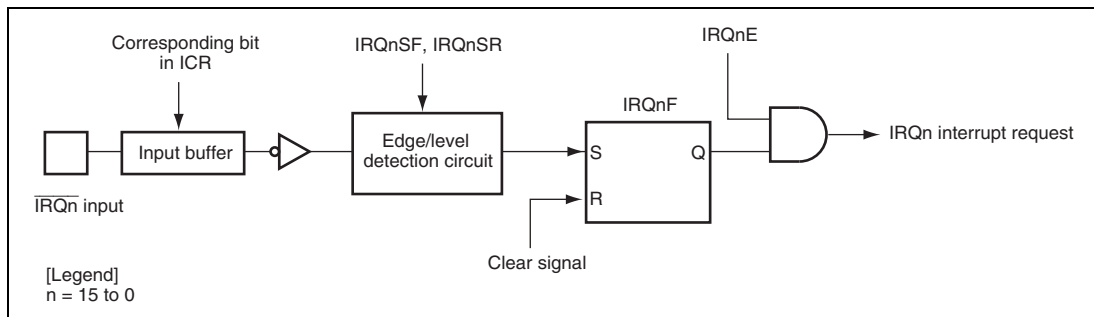 Corresponding bit
in ICR
IRQnSF, IRQnSR
IRQnE
IRQnF
Input buffer
Edge/level
detection circuit
S
Q
R
IRQn interrupt request
I̅R̅Q̅n̅ input
Clear signal
[Legend]
n = 15 to 0